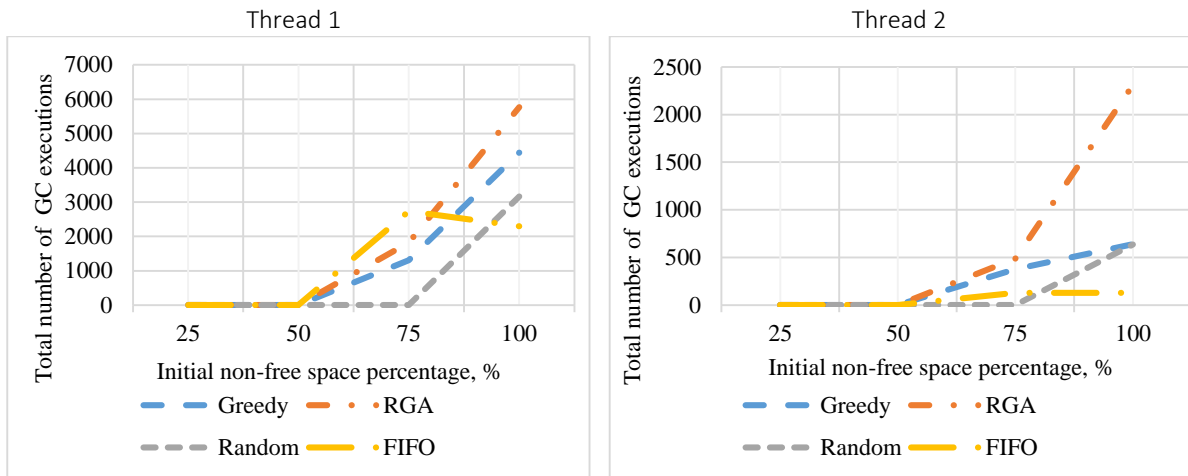 Thread 1
7000
6000
5000
4000
3000
2000
1000
0
Total number of GC executions
25 50 75 100
Initial non-free space percentage, %
Greedy RGA
Random FIFO
Thread 2
2500
2000
1500
1000
500
0
Total number of GC executions
25 50 75 100
Initial non-free space percentage, %
Greedy RGA
Random FIFO